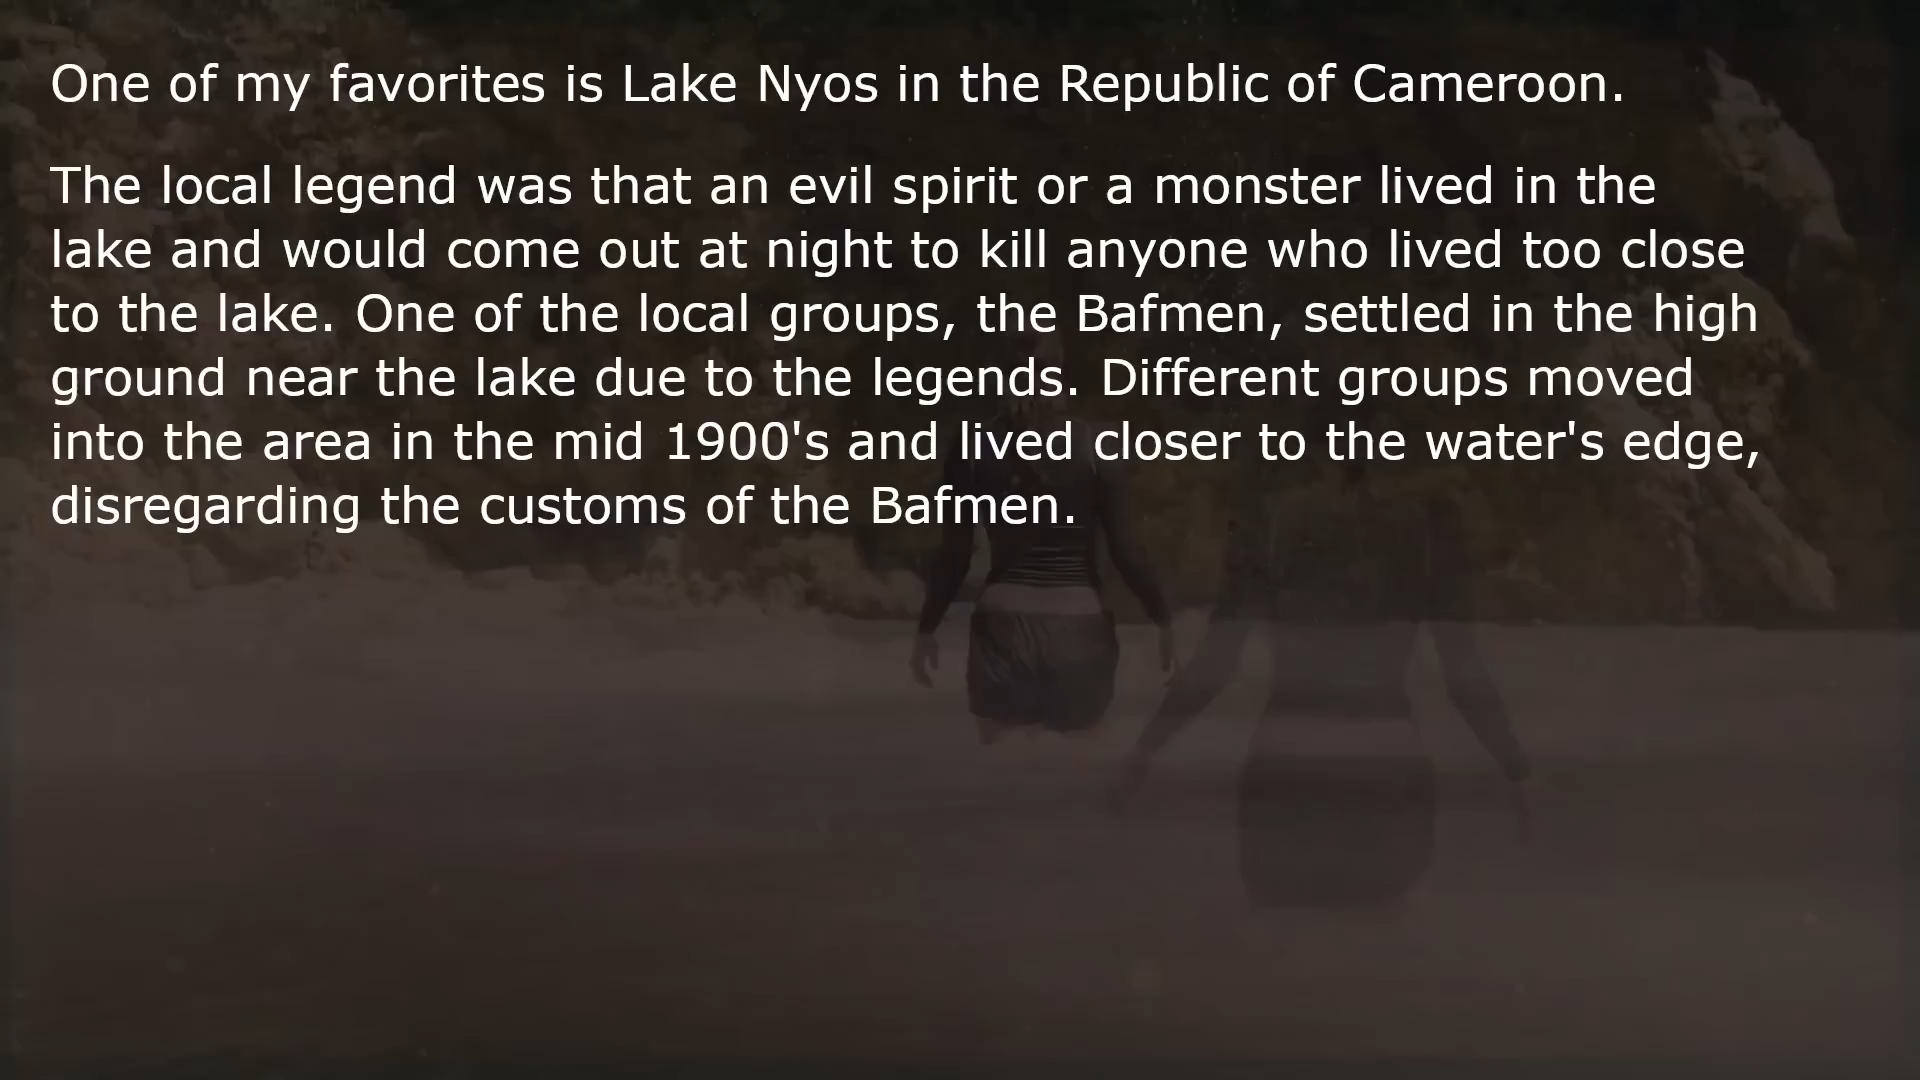 One of my favorites is Lake Nyos in the Republic of Cameroon.
The local legend was that an evil spirit or a monster lived in the
lake and would come out at night to kill anyone who lived too close
to the lake. One of the local groups, the Bafmen, settled in the high
ground near the lake due to the legends. Different groups moved
into the area in the mid 1900's and lived closer to the water's edge,
disregarding the customs of the Bafmen.